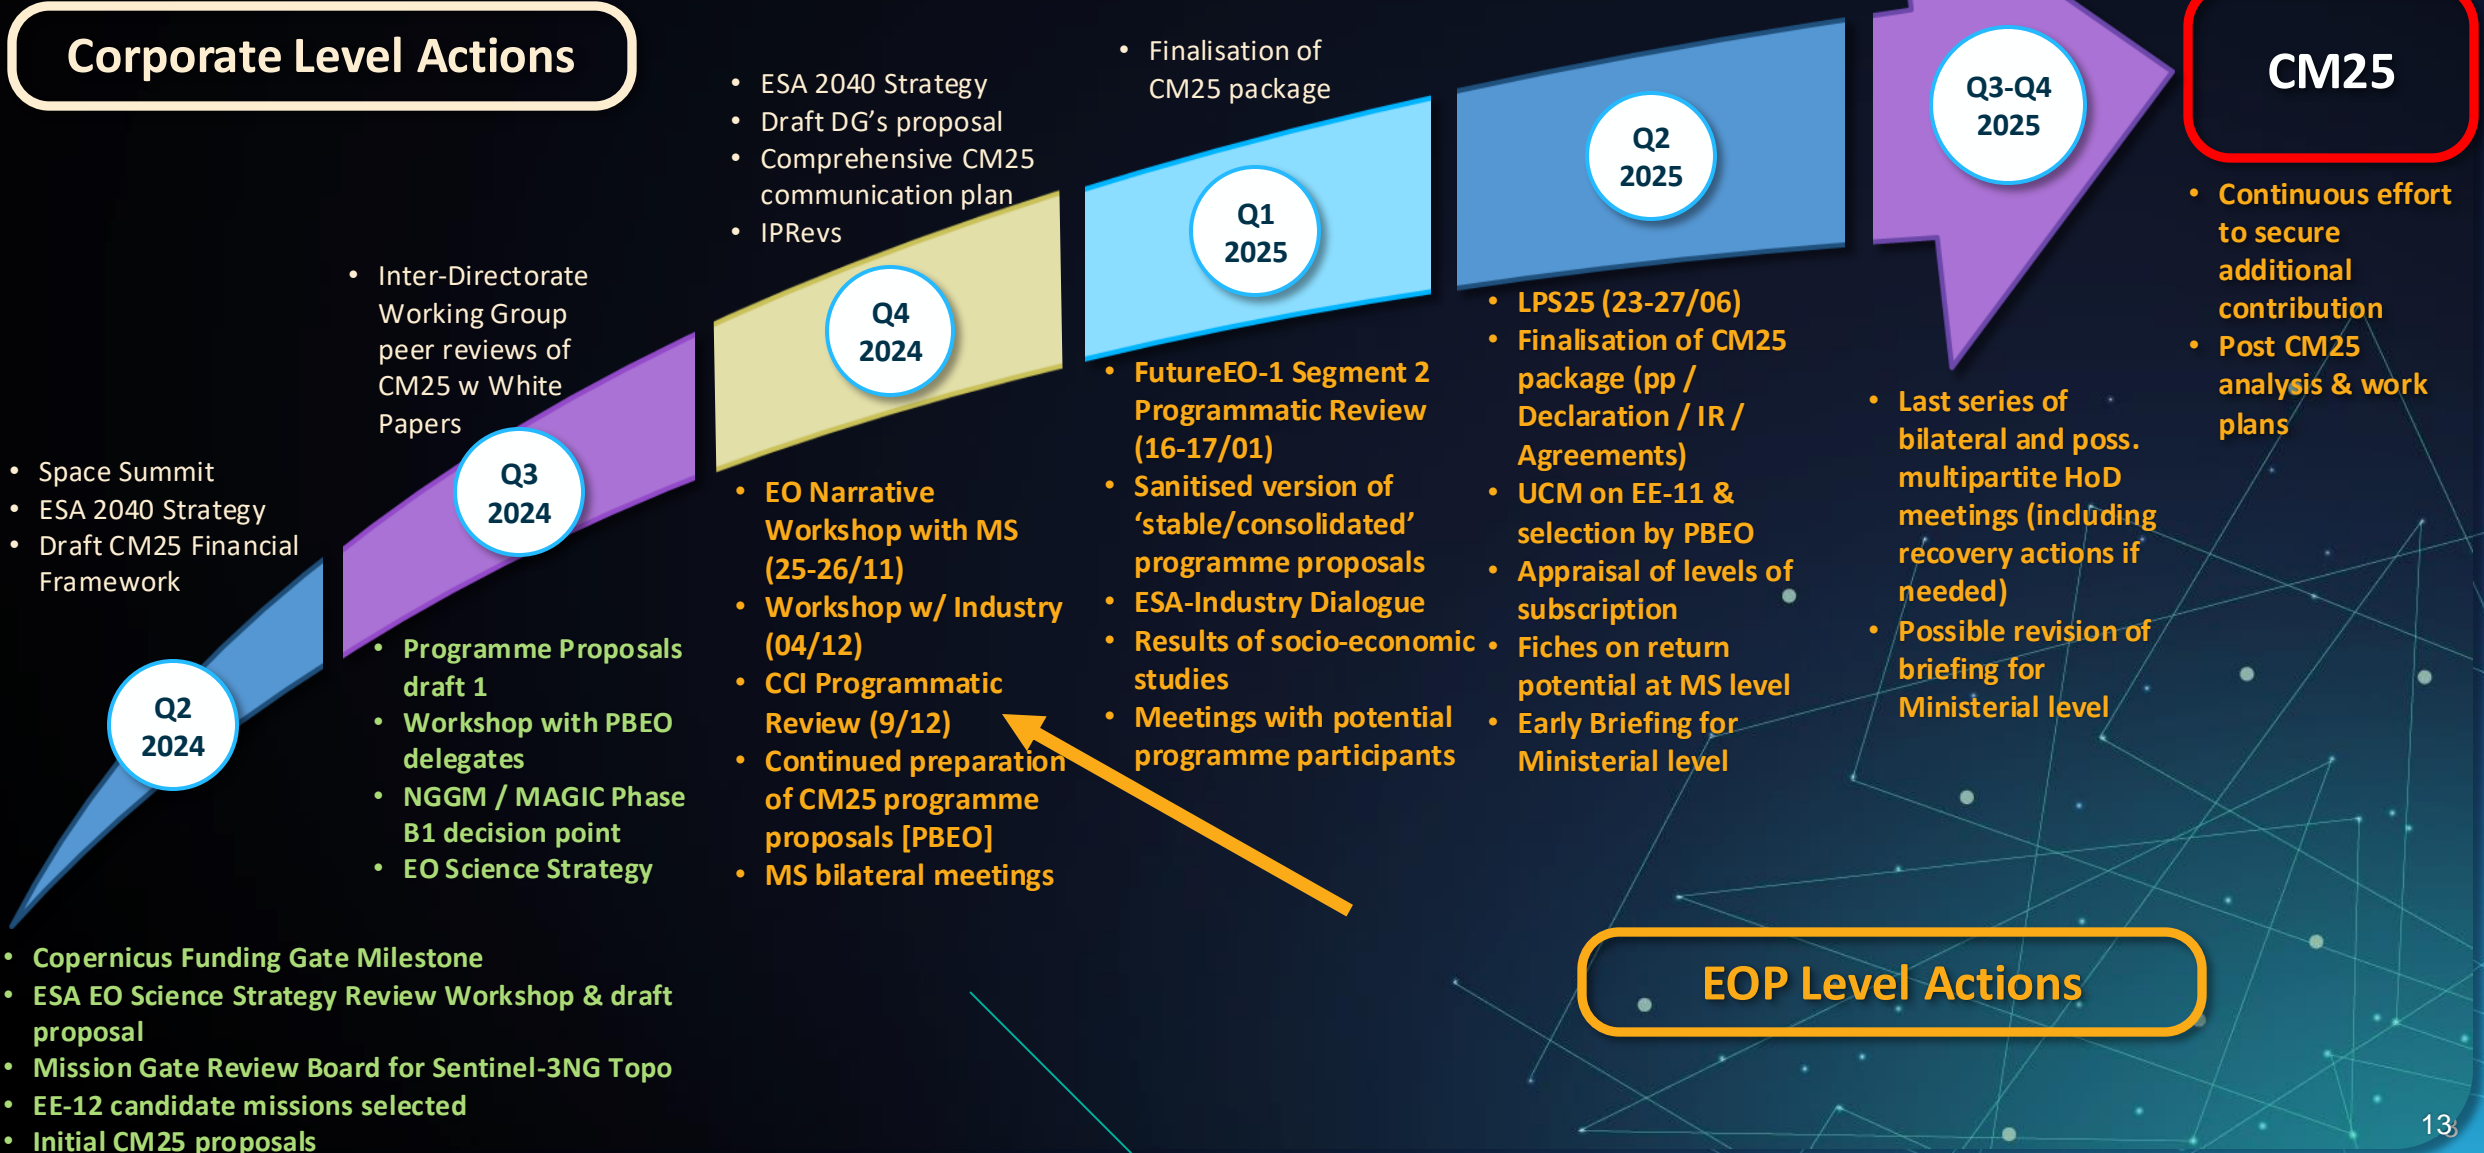 Corporate Level Actions
• Space Summit
• ESA 2040 Strategy
• Draft CM25 Financial
Framework
Q2
2024
• Copernicus Funding Gate Milestone
• ESA EO Science Strategy Review Workshop & draft
proposal
• Mission Gate Review Board for Sentinel-3NG Topo
• EE-12 candidate missions selected
• Initial CM25 proposals
• Inter-Directorate
Working Group
peer reviews of
CM25 w White
Papers
Q3
2024
• Programme Proposals
draft 1
• Workshop with PBEO
delegates
• NGGM / MAGIC Phase
B1 decision point
• EO Science Strategy
• ESA 2040 Strategy
• Draft DG’s proposal
• Comprehensive CM25
communication plan
• IPRevs
Q4
2024
• EO Narrative
Workshop with MS
(25-26/11)
• Workshop w/ Industry
(04/12)
• CCI Programmatic
Review (9/12)
• Continued preparation
of CM25 programme
proposals [PBEO]
• MS bilateral meetings
• Finalisation of
CM25 package
Q1
2025
• FutureEO-1 Segment 2
Programmatic Review
(16-17/01)
• Sanitised version of
‘stable/consolidated’
programme proposals
• ESA-Industry Dialogue
• Results of socio-economic
studies
• Meetings with potential
programme participants
Q2
2025
• LPS25 (23-27/06)
• Finalisation of CM25
package (pp /
Declaration / IR /
Agreements)
• UCM on EE-11 &
selection by PBEO
• Appraisal of levels of
subscription
• Fiches on return
potential at MS level
• Early Briefing for
Ministerial level
Q3-Q4
2025
• Last series of
bilateral and poss.
multipartite HoD
meetings (including
recovery actions if
needed)
• Possible revision of
briefing for
Ministerial level
CM25
• Continuous effort
to secure
additional
contribution
• Post CM25
analysis & work
plans
EOP Level Actions
13